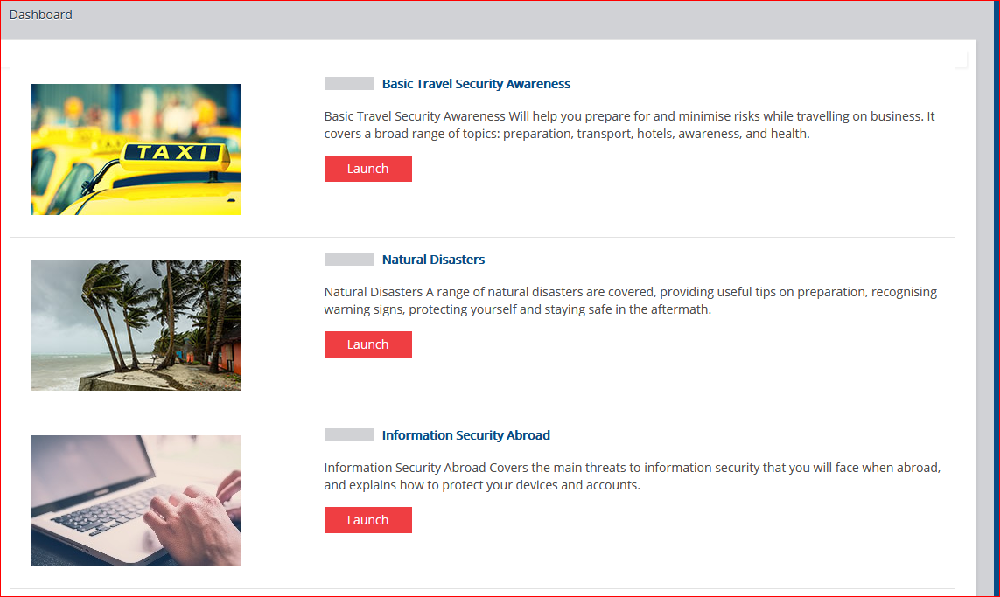 Dashboard
Basic Travel Security Awareness
Basic Travel Security Awareness Will help you prepare for and minimise risks while travelling on business. It
covers a broad range of topics: preparation, transport, hotels, awareness, and health.
TAXI
Launch
Natural Disasters
Natural Disasters A range of natural disasters are covered, providing useful tips on preparation, recognising
warning signs, protecting yourself and staying safe in the aftermath.
Launch
Information Security Abroad
Information Security Abroad Covers the main threats to information security that you will face when abroad,
and explains how to protect your devices and accounts.
Launch